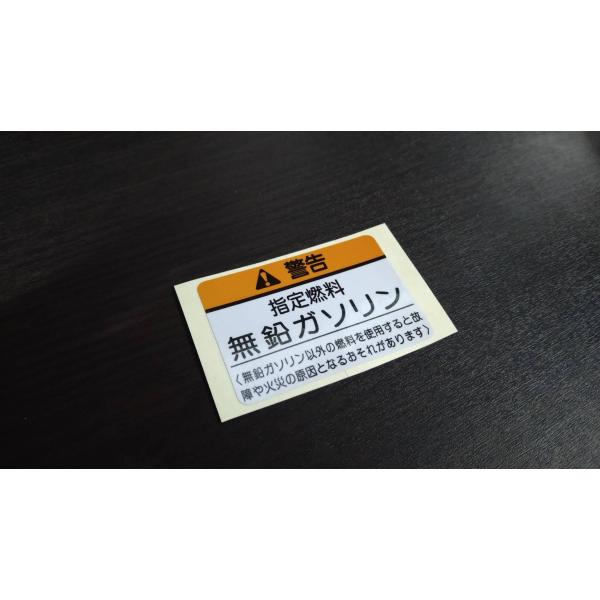 警告
指定燃料
無鉛ガソリン
〈無鉛ガソリン以外の燃料を使用すると故
障や火災の原因となるおそれがあります〉